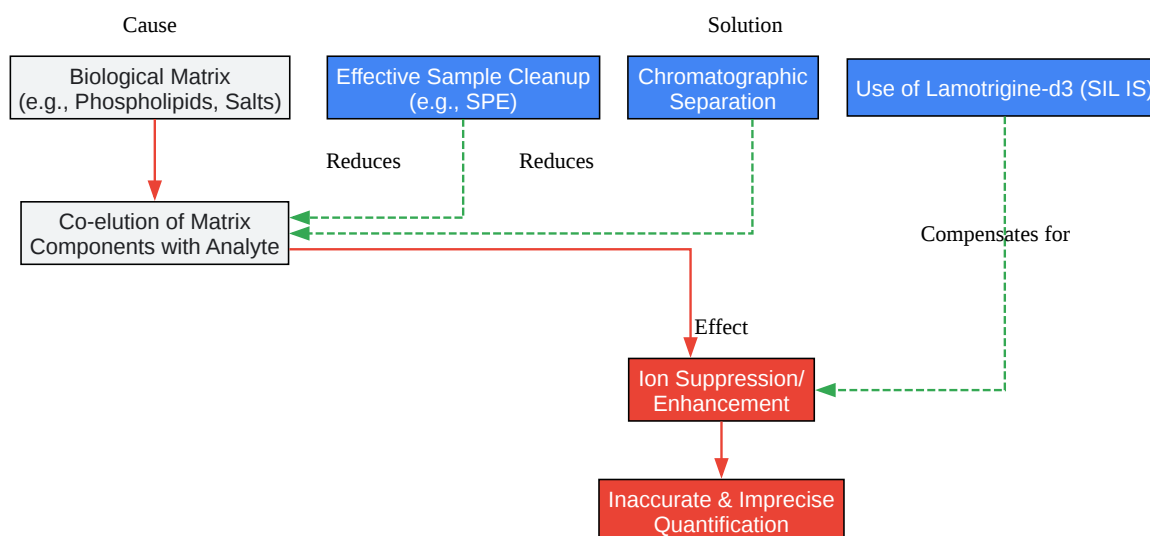 Cause
Solution
Biological Matrix
(e.g., Phospholipids, Salts)
Effective Sample Cleanup
(e.g., SPE)
Chromatographic
Separation
Use of Lamotrigine-d3 (SIL IS)
Reduces
Reduces
Co-elution of Matrix
Components with Analyte
Compensates for
Effect
Ion Suppression/
Enhancement
Inaccurate & Imprecise
Quantification